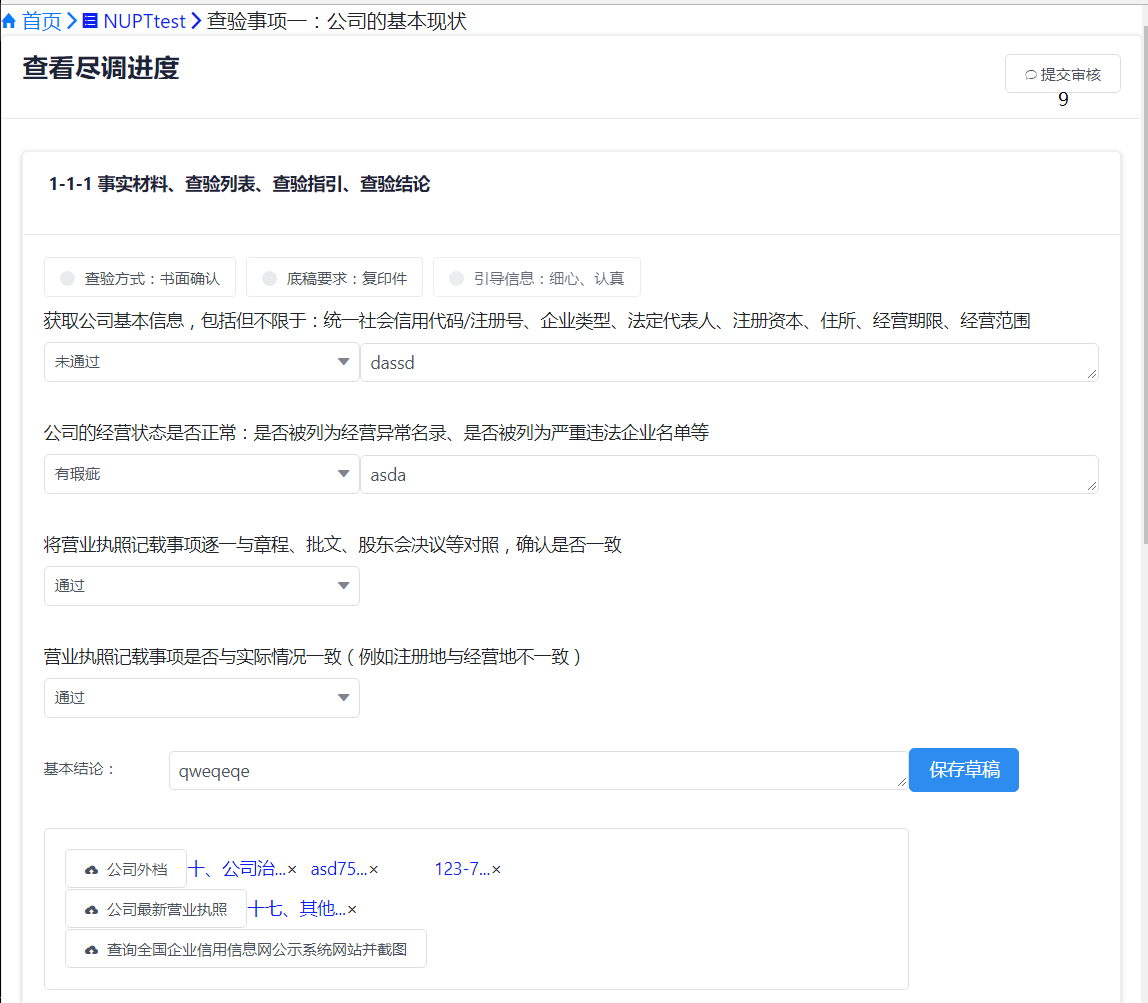 首页 NUPTtest 查验事项一：公司的基本现状
查看尽调进度
提交审核
9
1-1-1 事实材料、查验列表、查验指引、查验结论
查验方式：书面确认 底稿要求：复印件 引导信息：细心、认真
获取公司基本信息，包括但不限于：统一社会信用代码/注册号、企业类型、法定代表人、注册资本、住所、经营期限、经营范围
未通过 dassd
公司的经营状态是否正常：是否被列为经营异常名录、是否被列为严重违法企业名单等
有瑕疵 asda
将营业执照记载事项逐一与章程、批文、股东会决议等对照，确认是否一致
通过
营业执照记载事项是否与实际情况一致（例如注册地与经营地不一致）
通过
基本结论： qweqeqe 保存草稿
公司外档 十、公司治...× asd75...× 123-7...×
公司最新营业执照 十七、其他...×
查询全国企业信用信息网公示系统网站并截图